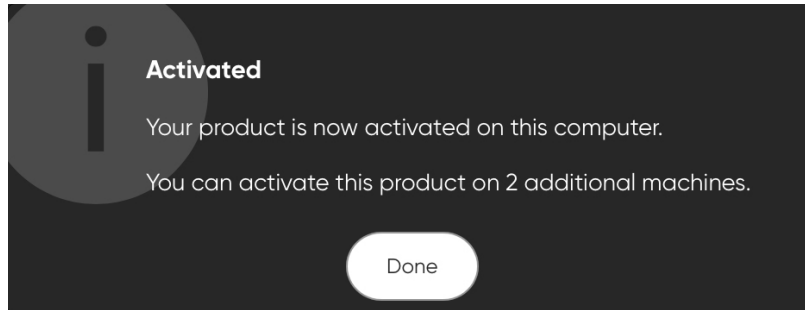 Activated
Your product is now activated on this computer.
You can activate this product on 2 additional machines.
Done